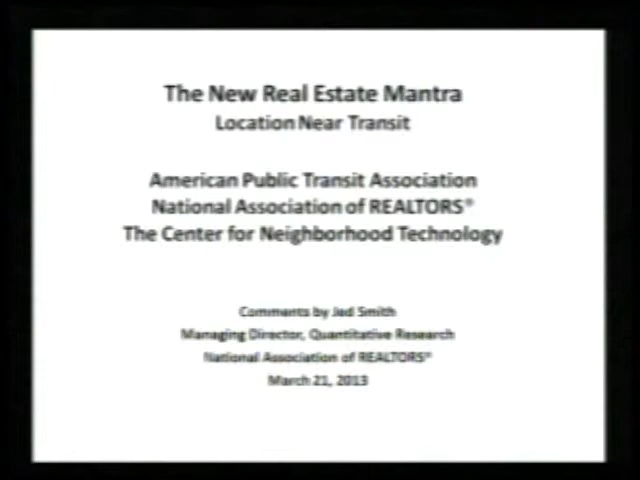 The New Real Estate Mantra
Location Near Transit
American Public Transit Association
National Association of REALTORS®
The Center for Neighborhood Technology
Comments by Jed Smith
Managing Director, Quantitative Research
National Association of REALTORS®
March 21, 2013